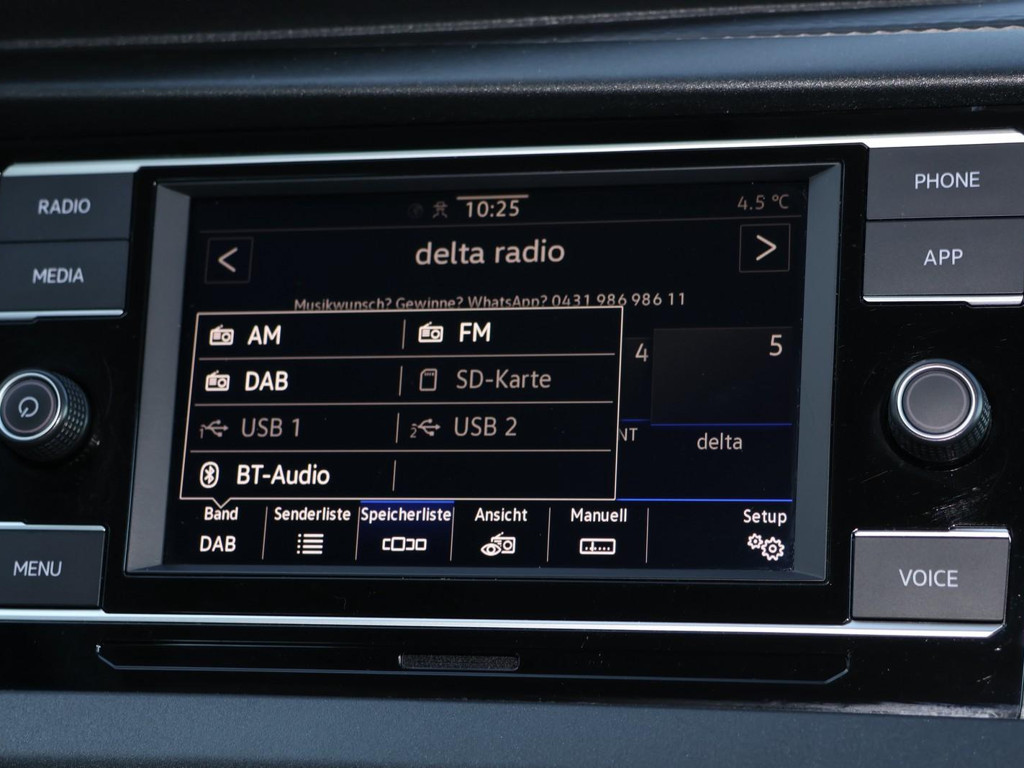 RADIO
MEDIA
MENU
10:25
4.5 °C
<
delta radio
>
Musikwunsch? Gewinne? WhatsApp? 0431 986 986 11
AM
FM
DAB
SD-Karte
1 USB 1
2 USB 2
BT-Audio
4
5
NT
delta
Band
Senderliste
Speicherliste
Ansicht
Manuell
Setup
DAB
PHONE
APP
VOICE